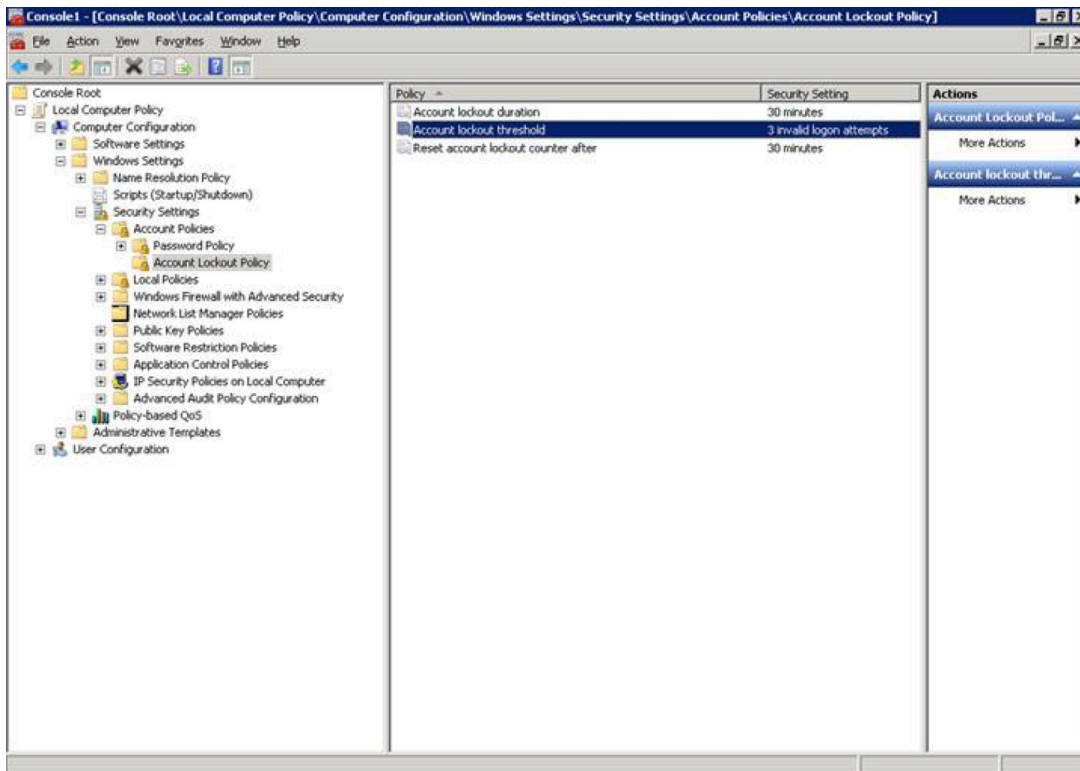 Console1 - [Console Root\Local Computer Policy\Computer Configuration\Windows Settings\Security Settings\Account Policies\Account Lockout Policy]
File Action View Favorites Window Help
Console Root
Local Computer Policy
Computer Configuration
Software Settings
Windows Settings
Name Resolution Policy
Scripts (Startup/Shutdown)
Security Settings
Account Policies
Password Policy
Account Lockout Policy
Local Policies
Windows Firewall with Advanced Security
Network List Manager Policies
Public Key Policies
Software Restriction Policies
Application Control Policies
IP Security Policies on Local Computer
Advanced Audit Policy Configuration
Policy-based QoS
Administrative Templates
User Configuration
Policy Security Setting
Account lockout duration 30 minutes
Account lockout threshold 3 invalid logon attempts
Reset account lockout counter after 30 minutes
Actions
Account Lockout Pol...
More Actions
Account lockout thr...
More Actions